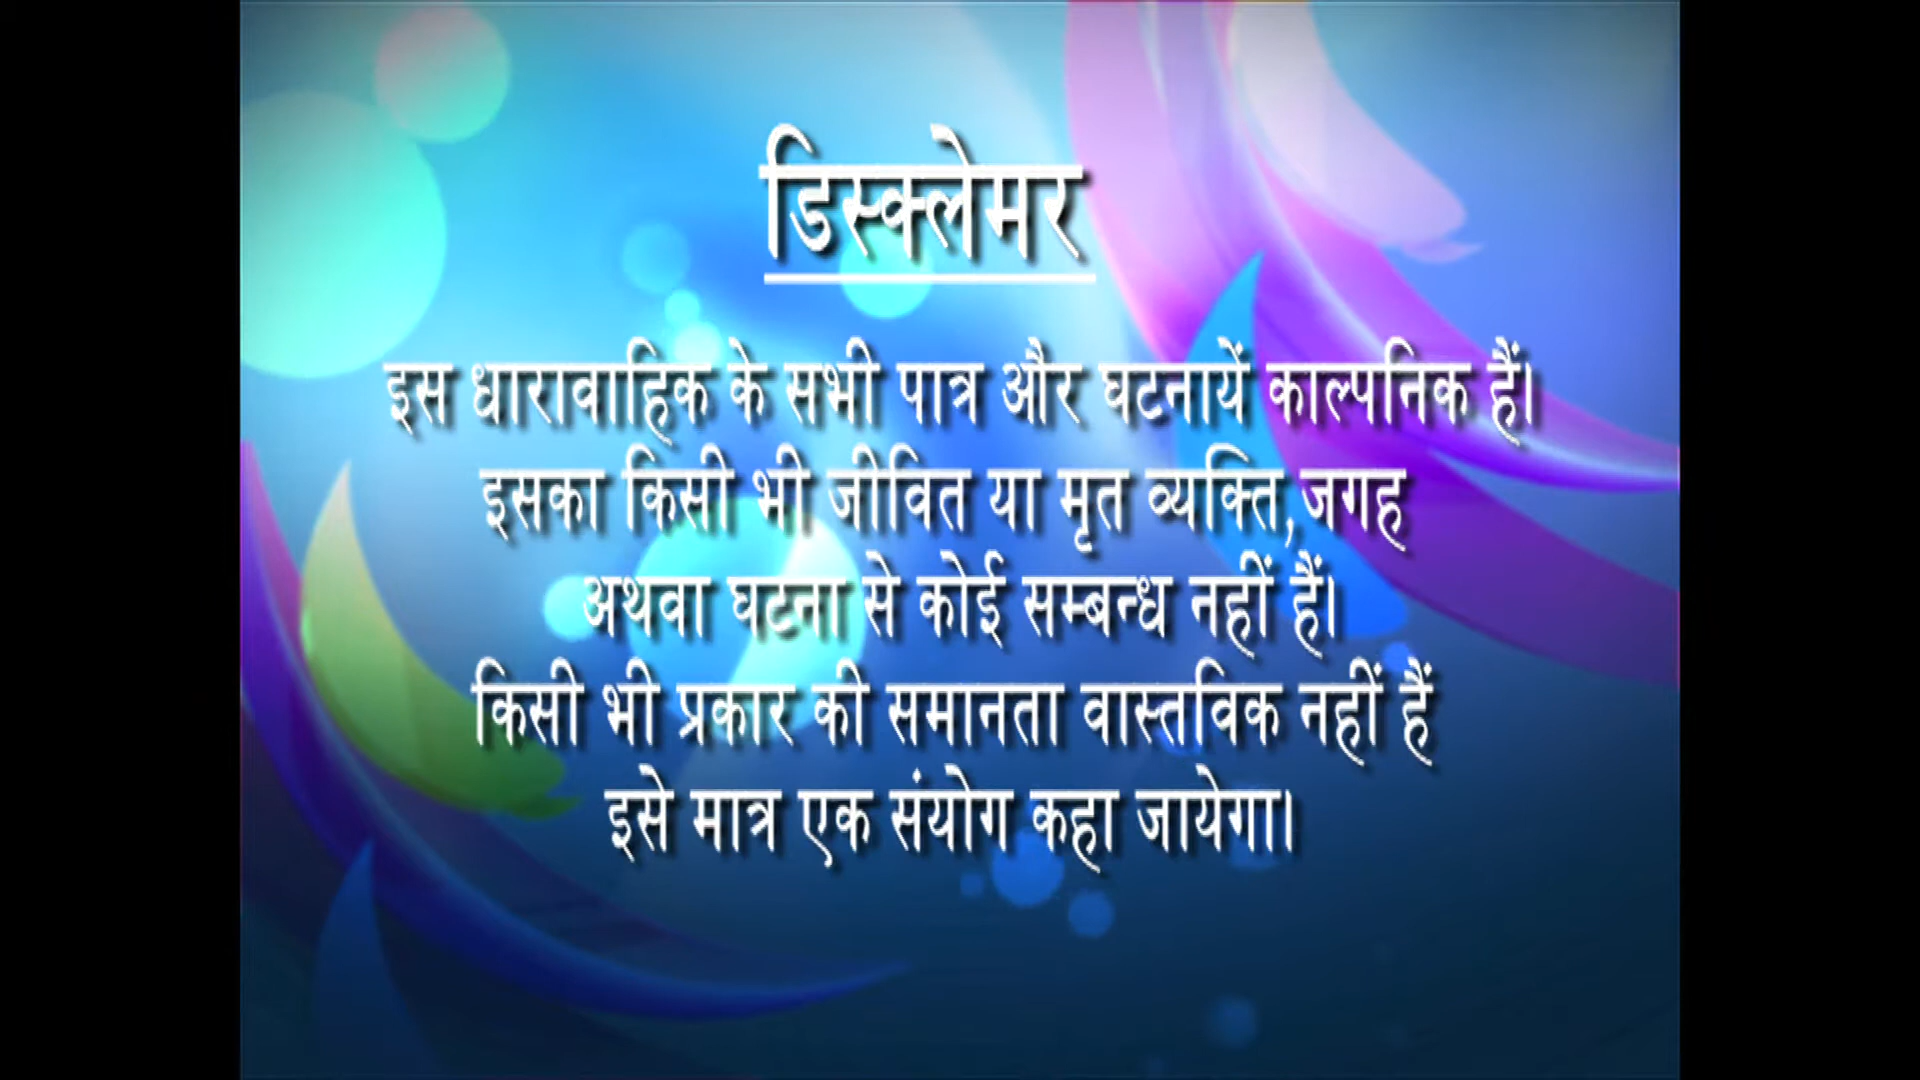 डिस्क्लेमर
इस धारावाहिक के सभी पात्र और घटनायें काल्पनिक हैं।
इसका किसी भी जीवित या मृत व्यक्ति,जगह
अथवा घटना से कोई सम्बन्ध नहीं हैं।
किसी भी प्रकार की समानता वास्तविक नहीं हैं
इसे मात्र एक संयोग कहा जायेगा।